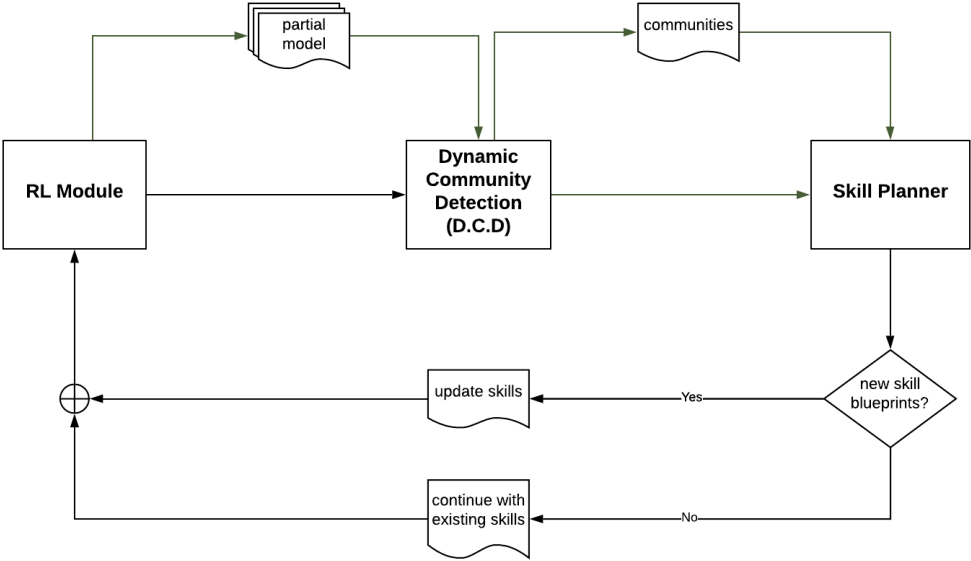 partial
model
communities
RL Module
Dynamic
Community
Detection
(D.C.D)
Skill Planner
new skill
blueprints?
Yes
update skills
No
continue with
existing skills